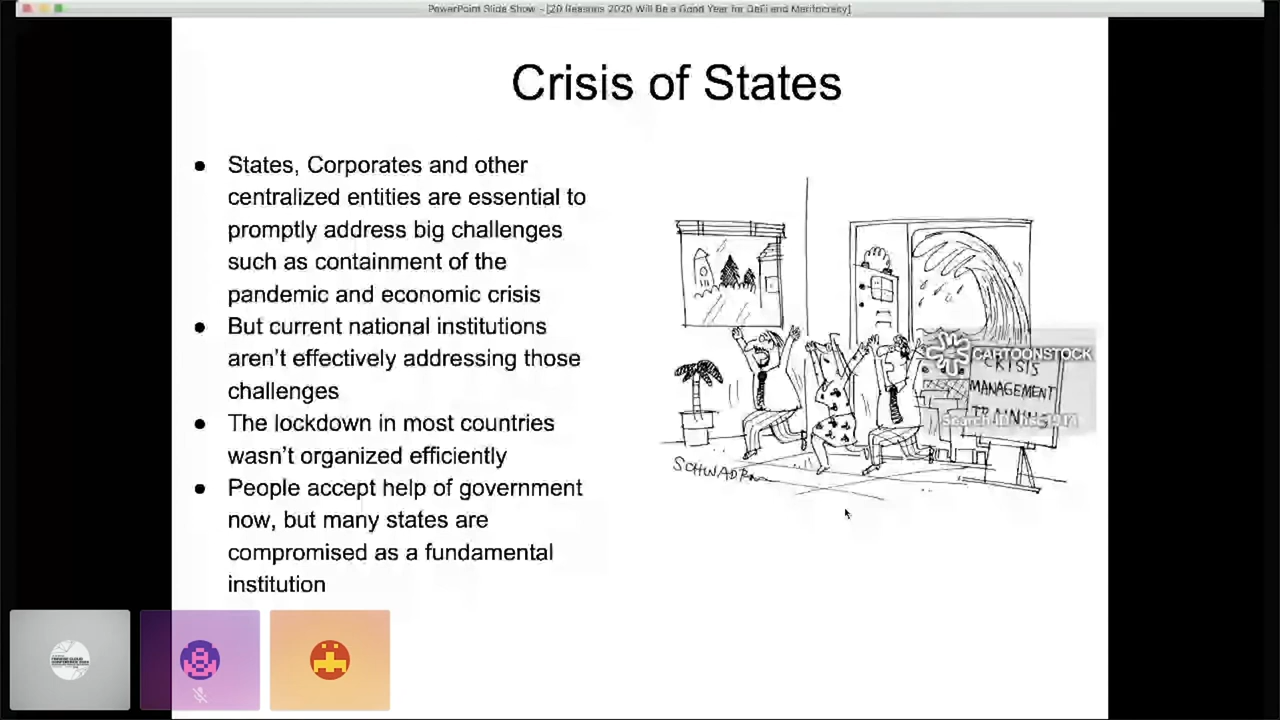 PowerPoint Slide Show - [20 Reasons 2020 Will Be a Good Year for DeFi and Meritocracy]
Crisis of States
● States, Corporates and other
centralized entities are essential to
promptly address big challenges
such as containment of the
pandemic and economic crisis
● But current national institutions
aren't effectively addressing those
challenges
● The lockdown in most countries
wasn't organized efficiently
● People accept help of government
now, but many states are
compromised as a fundamental
institution
CARTOONSTOCK
CRISIS
MANAGEMENT
TRAINING
Search ID: